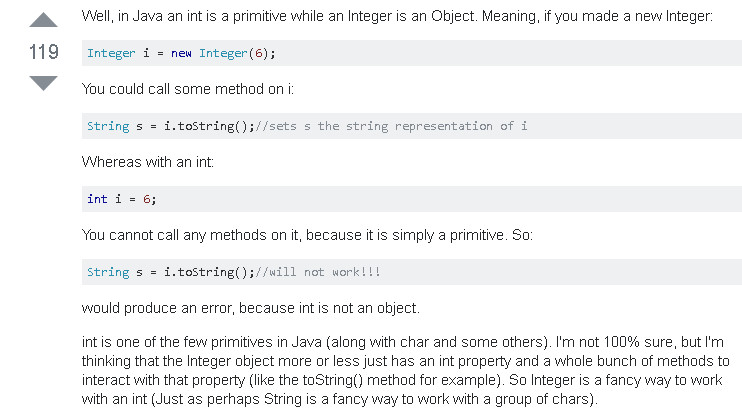 Well, in Java an int is a primitive while an Integer is an Object. Meaning, if you made a new Integer:
119
Integer i = new Integer(6);
You could call some method on i:
String s = i.toString();//sets s the string representation of i
Whereas with an int:
int i = 6;
You cannot call any methods on it, because it is simply a primitive. So:
String s = i.toString();//will not work!!!
would produce an error, because int is not an object.
int is one of the few primitives in Java (along with char and some others). I'm not 100% sure, but I'm
thinking that the Integer object more or less just has an int property and a whole bunch of methods to
interact with that property (like the toString() method for example). So Integer is a fancy way to work
with an int (Just as perhaps String is a fancy way to work with a group of chars).